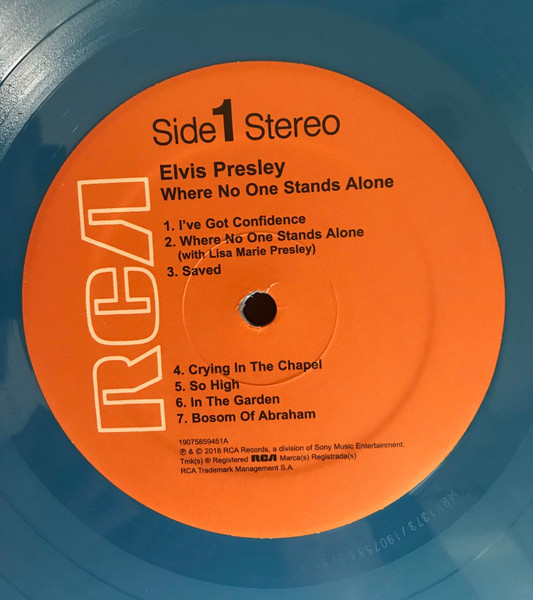 Side 1 Stereo
Elvis Presley
Where No One Stands Alone
RCA
1. I've Got Confidence
2. Where No One Stands Alone
(with Lisa Marie Presley)
3. Saved
4. Crying In The Chapel
5. So High
6. In The Garden
7. Bosom Of Abraham
19075859451A
℗ & © 2018 RCA Records, a division of Sony Music Entertainment.
Tmk(s) ® Registered RCA Marca(s) Registrada(s)
RCA Trademark Management S.A.